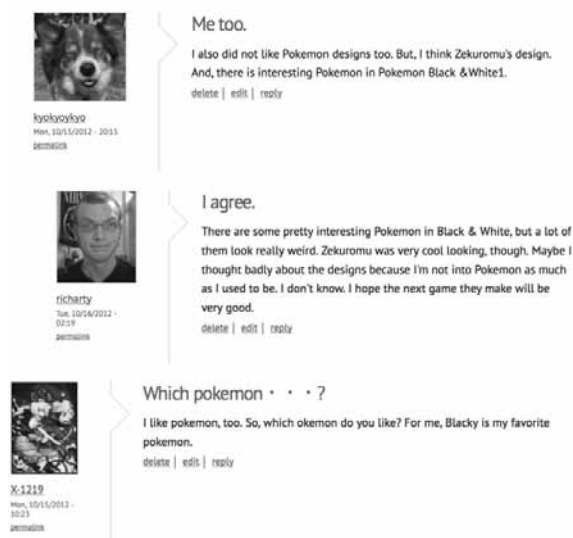 Me too.
I also did not like Pokemon designs too. But, I think Zekuromu's design.
And, there is interesting Pokemon in Pokemon Black &White1.
delete | edit | reply
kyokyoykyo
Mon, 10/15/2012 - 20:15
permalink
I agree.
There are some pretty interesting Pokemon in Black & White, but a lot of
them look really weird. Zekuromu was very cool looking, though. Maybe I
thought badly about the designs because I'm not into Pokemon as much
as I used to be. I don't know. I hope the next game they make will be
very good.
delete | edit | reply
richarty
Tue, 10/16/2012 -
02:19
permalink
Which pokemon・・・?
I like pokemon, too. So, which okemon do you like? For me, Blacky is my favorite
pokemon.
delete | edit | reply
X-1219
Mon, 10/15/2012 -
10:23
permalink